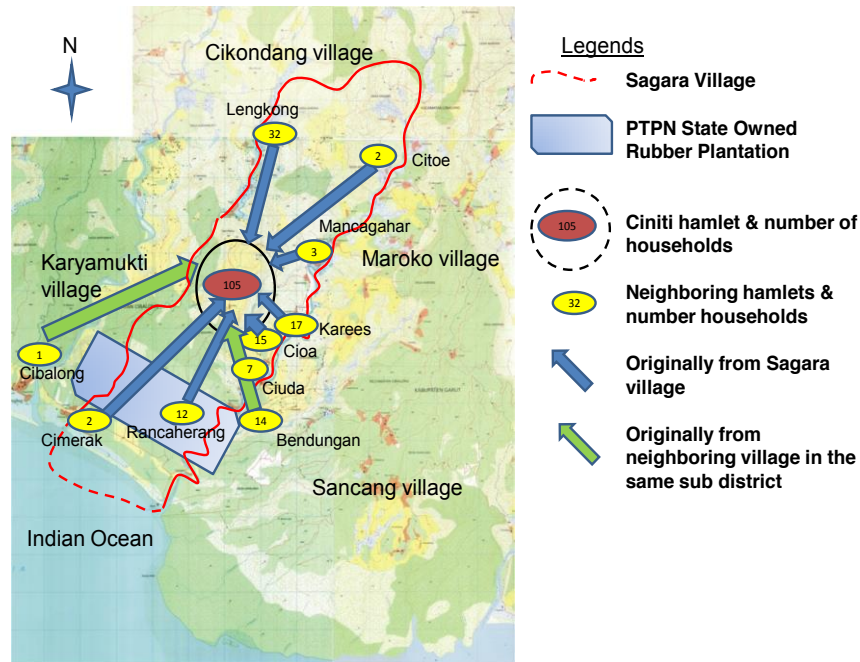 N
Cikondang village
Lengkong
32
2
Citoe
Mancagahar
3
Maroko village
Karyamukti
village
105
17
Karees
15
Cioa
1
Cibalong
7
Ciuda
2
Cimerak
12
Rancaherang
14
Bendungan
KABUPATEN GARUT
Sancang village
Indian Ocean
Legends
Sagara Village
PTPN State Owned
Rubber Plantation
105
Ciniti hamlet & number of
households
32
Neighboring hamlets &
number households
Originally from Sagara
village
Originally from
neighboring village in the
same sub district